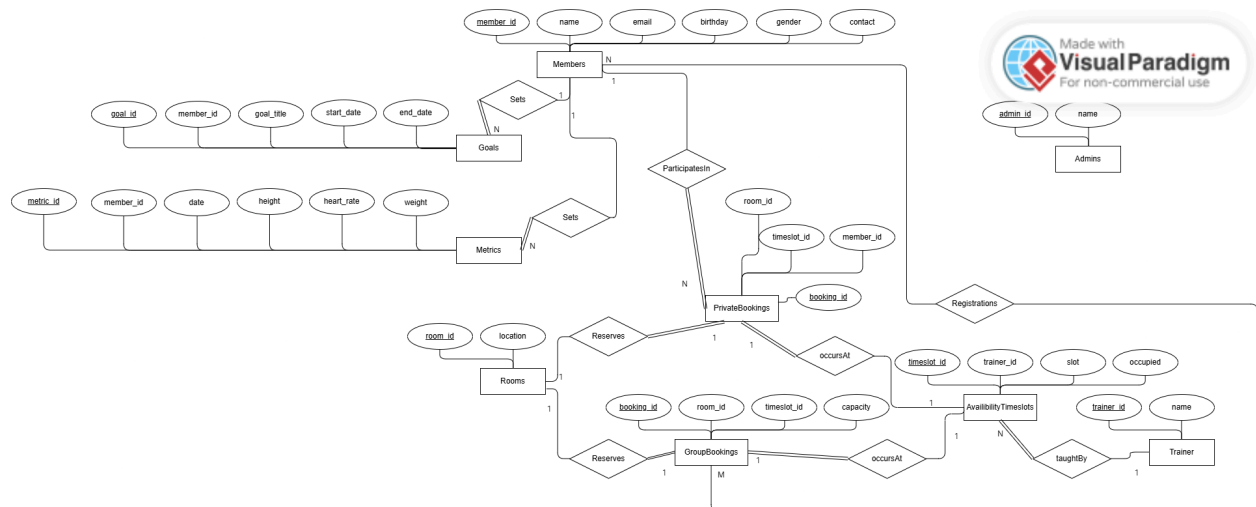 member_id
name
email
birthday
gender
contact
Made with
Visual Paradigm
For non-commercial use
Members
N
1
1
1
Sets
N
goal_id
member_id
goal_title
start_date
end_date
Goals
admin_id
name
Admins
ParticipatesIn
metric_id
member_id
date
height
heart_rate
weight
Sets
N
Metrics
room_id
timeslot_id
member_id
booking_id
N
PrivateBookings
Registrations
1
1
Reserves
occursAt
room_id
location
Rooms
1
1
timeslot_id
trainer_id
slot
occupied
AvailibilityTimeslots
1
1
N
booking_id
room_id
timeslot_id
capacity
GroupBookings
trainer_id
name
Trainer
Reserves
1
1
M
occursAt
taughtBy
1